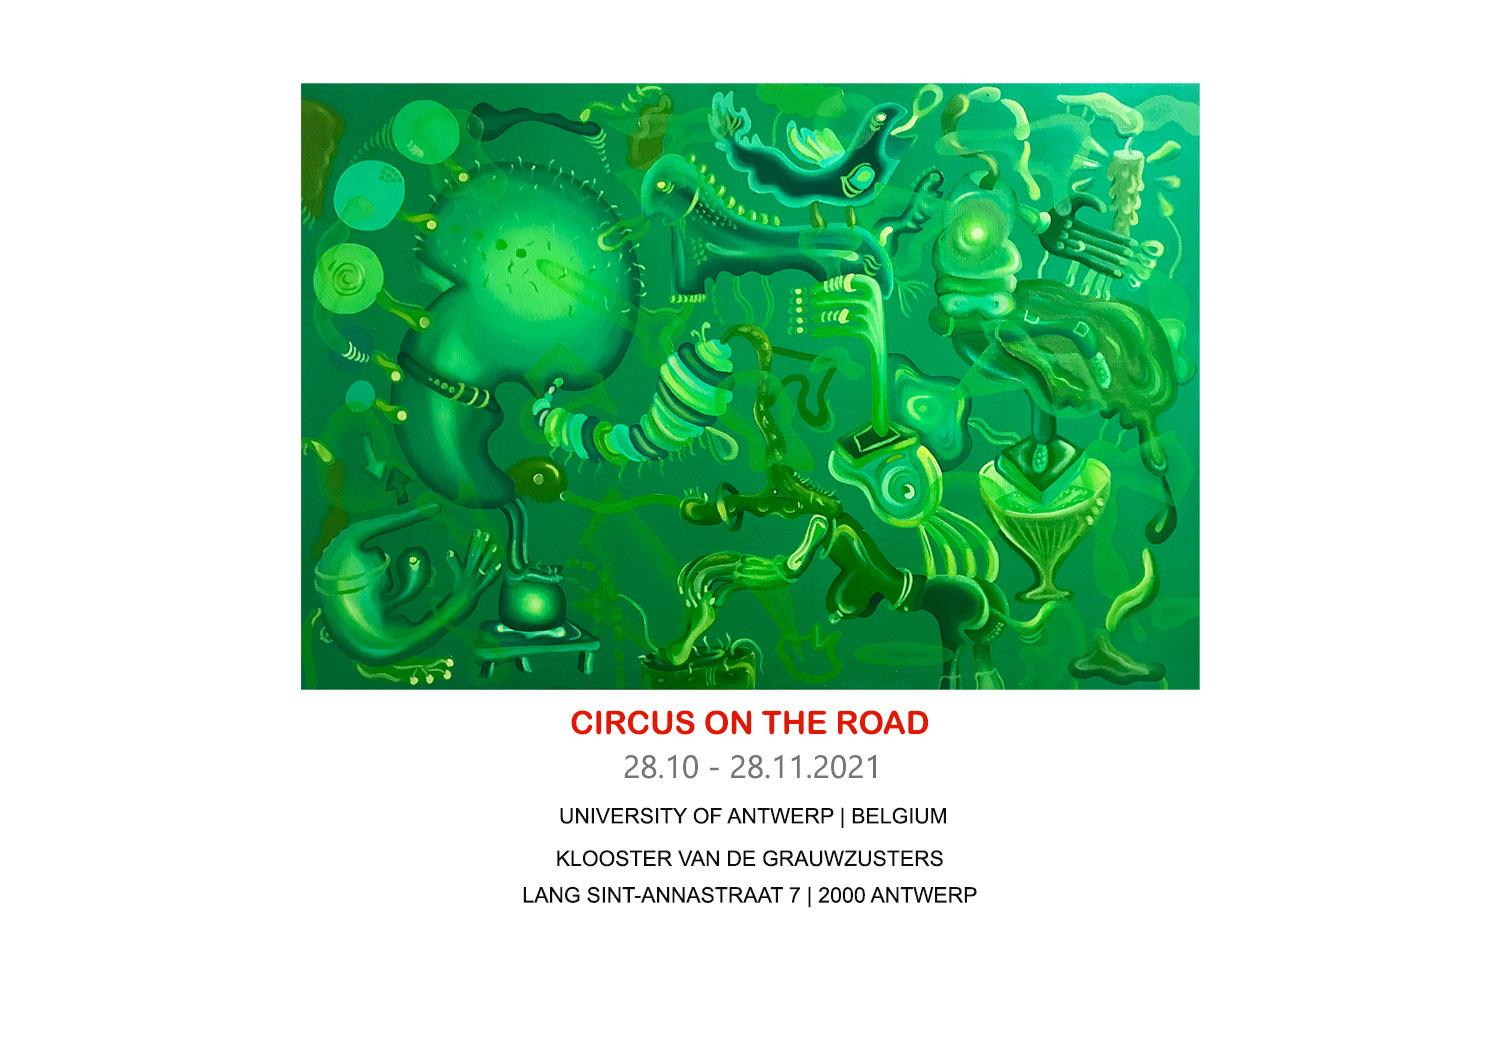 CIRCUS ON THE ROAD
28.10 - 28.11.2021
UNIVERSITY OF ANTWERP | BELGIUM
KLOOSTER VAN DE GRAUWZUSTERS
LANG SINT-ANNASTRAAT 7 | 2000 ANTWERP